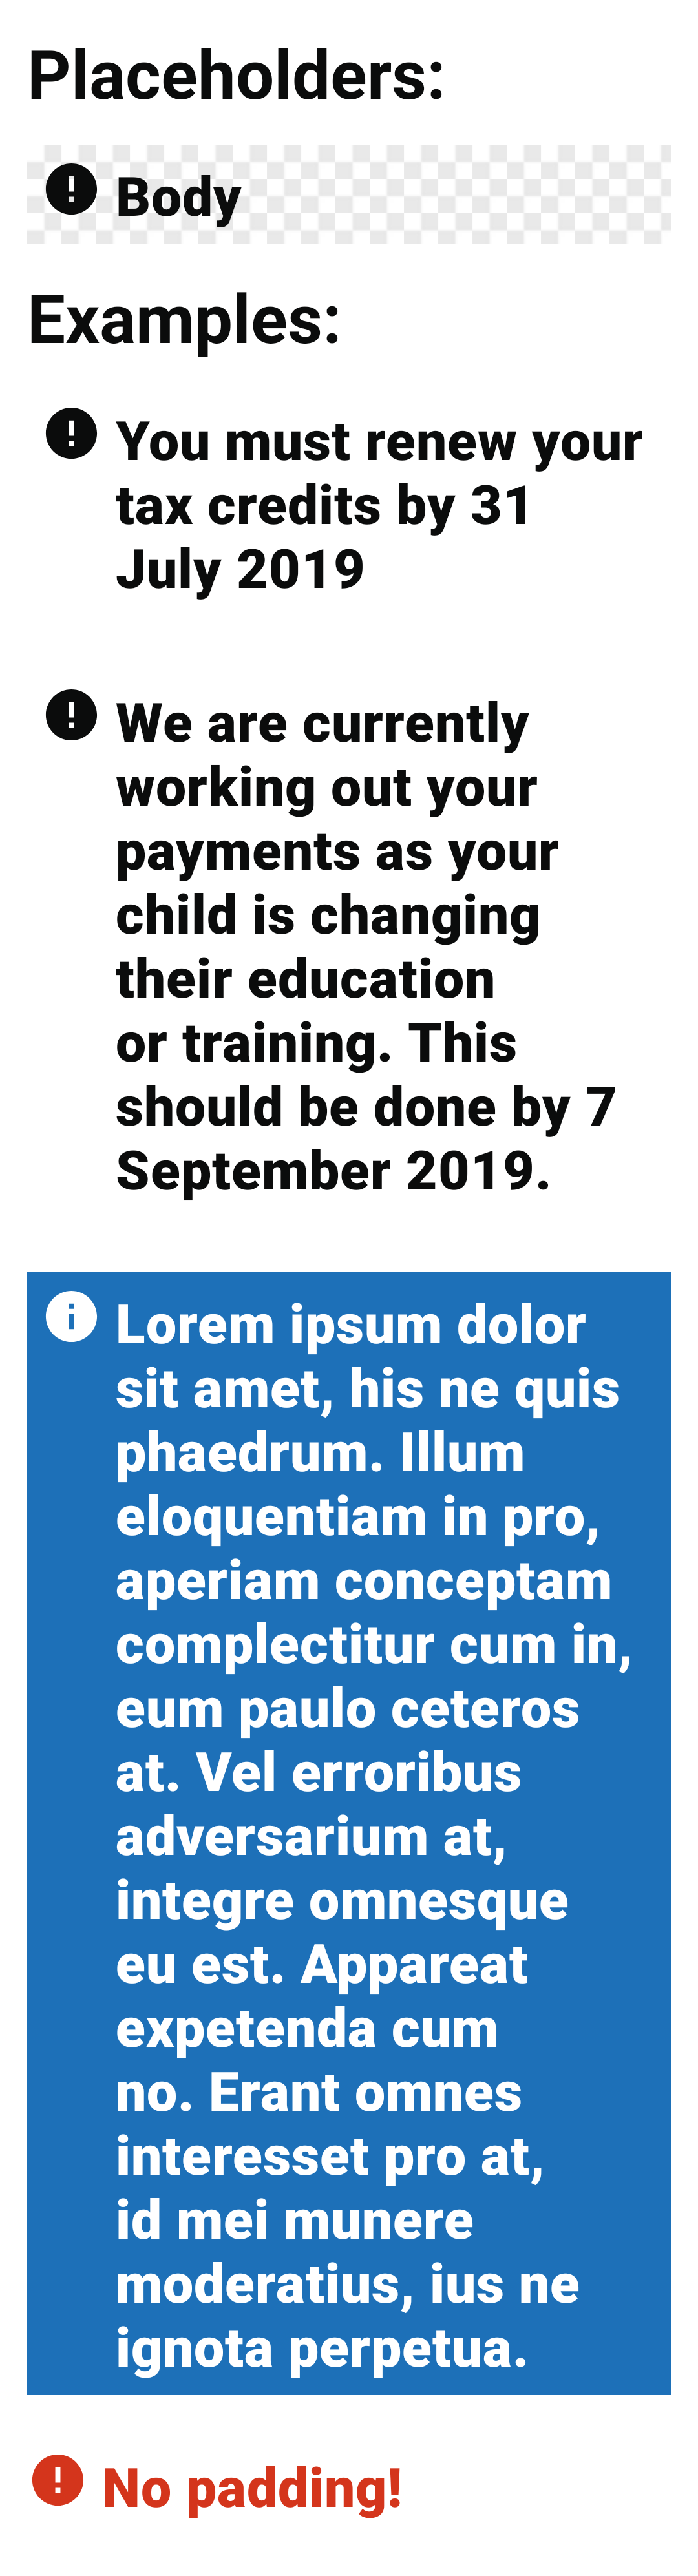 Placeholders:
Body
Examples:
You must renew your
tax credits by 31
July 2019
We are currently
working out your
payments as your
child is changing
their education
or training. This
should be done by 7
September 2019.
Lorem ipsum dolor
sit amet, his ne quis
phaedrum. Illum
eloquentiam in pro,
aperiam conceptam
complectitur cum in,
eum paulo ceteros
at. Vel erroribus
adversarium at,
integre omnesque
eu est. Appareat
expetenda cum
no. Erant omnes
interesset pro at,
id mei munere
moderatius, ius ne
ignota perpetua.
No padding!